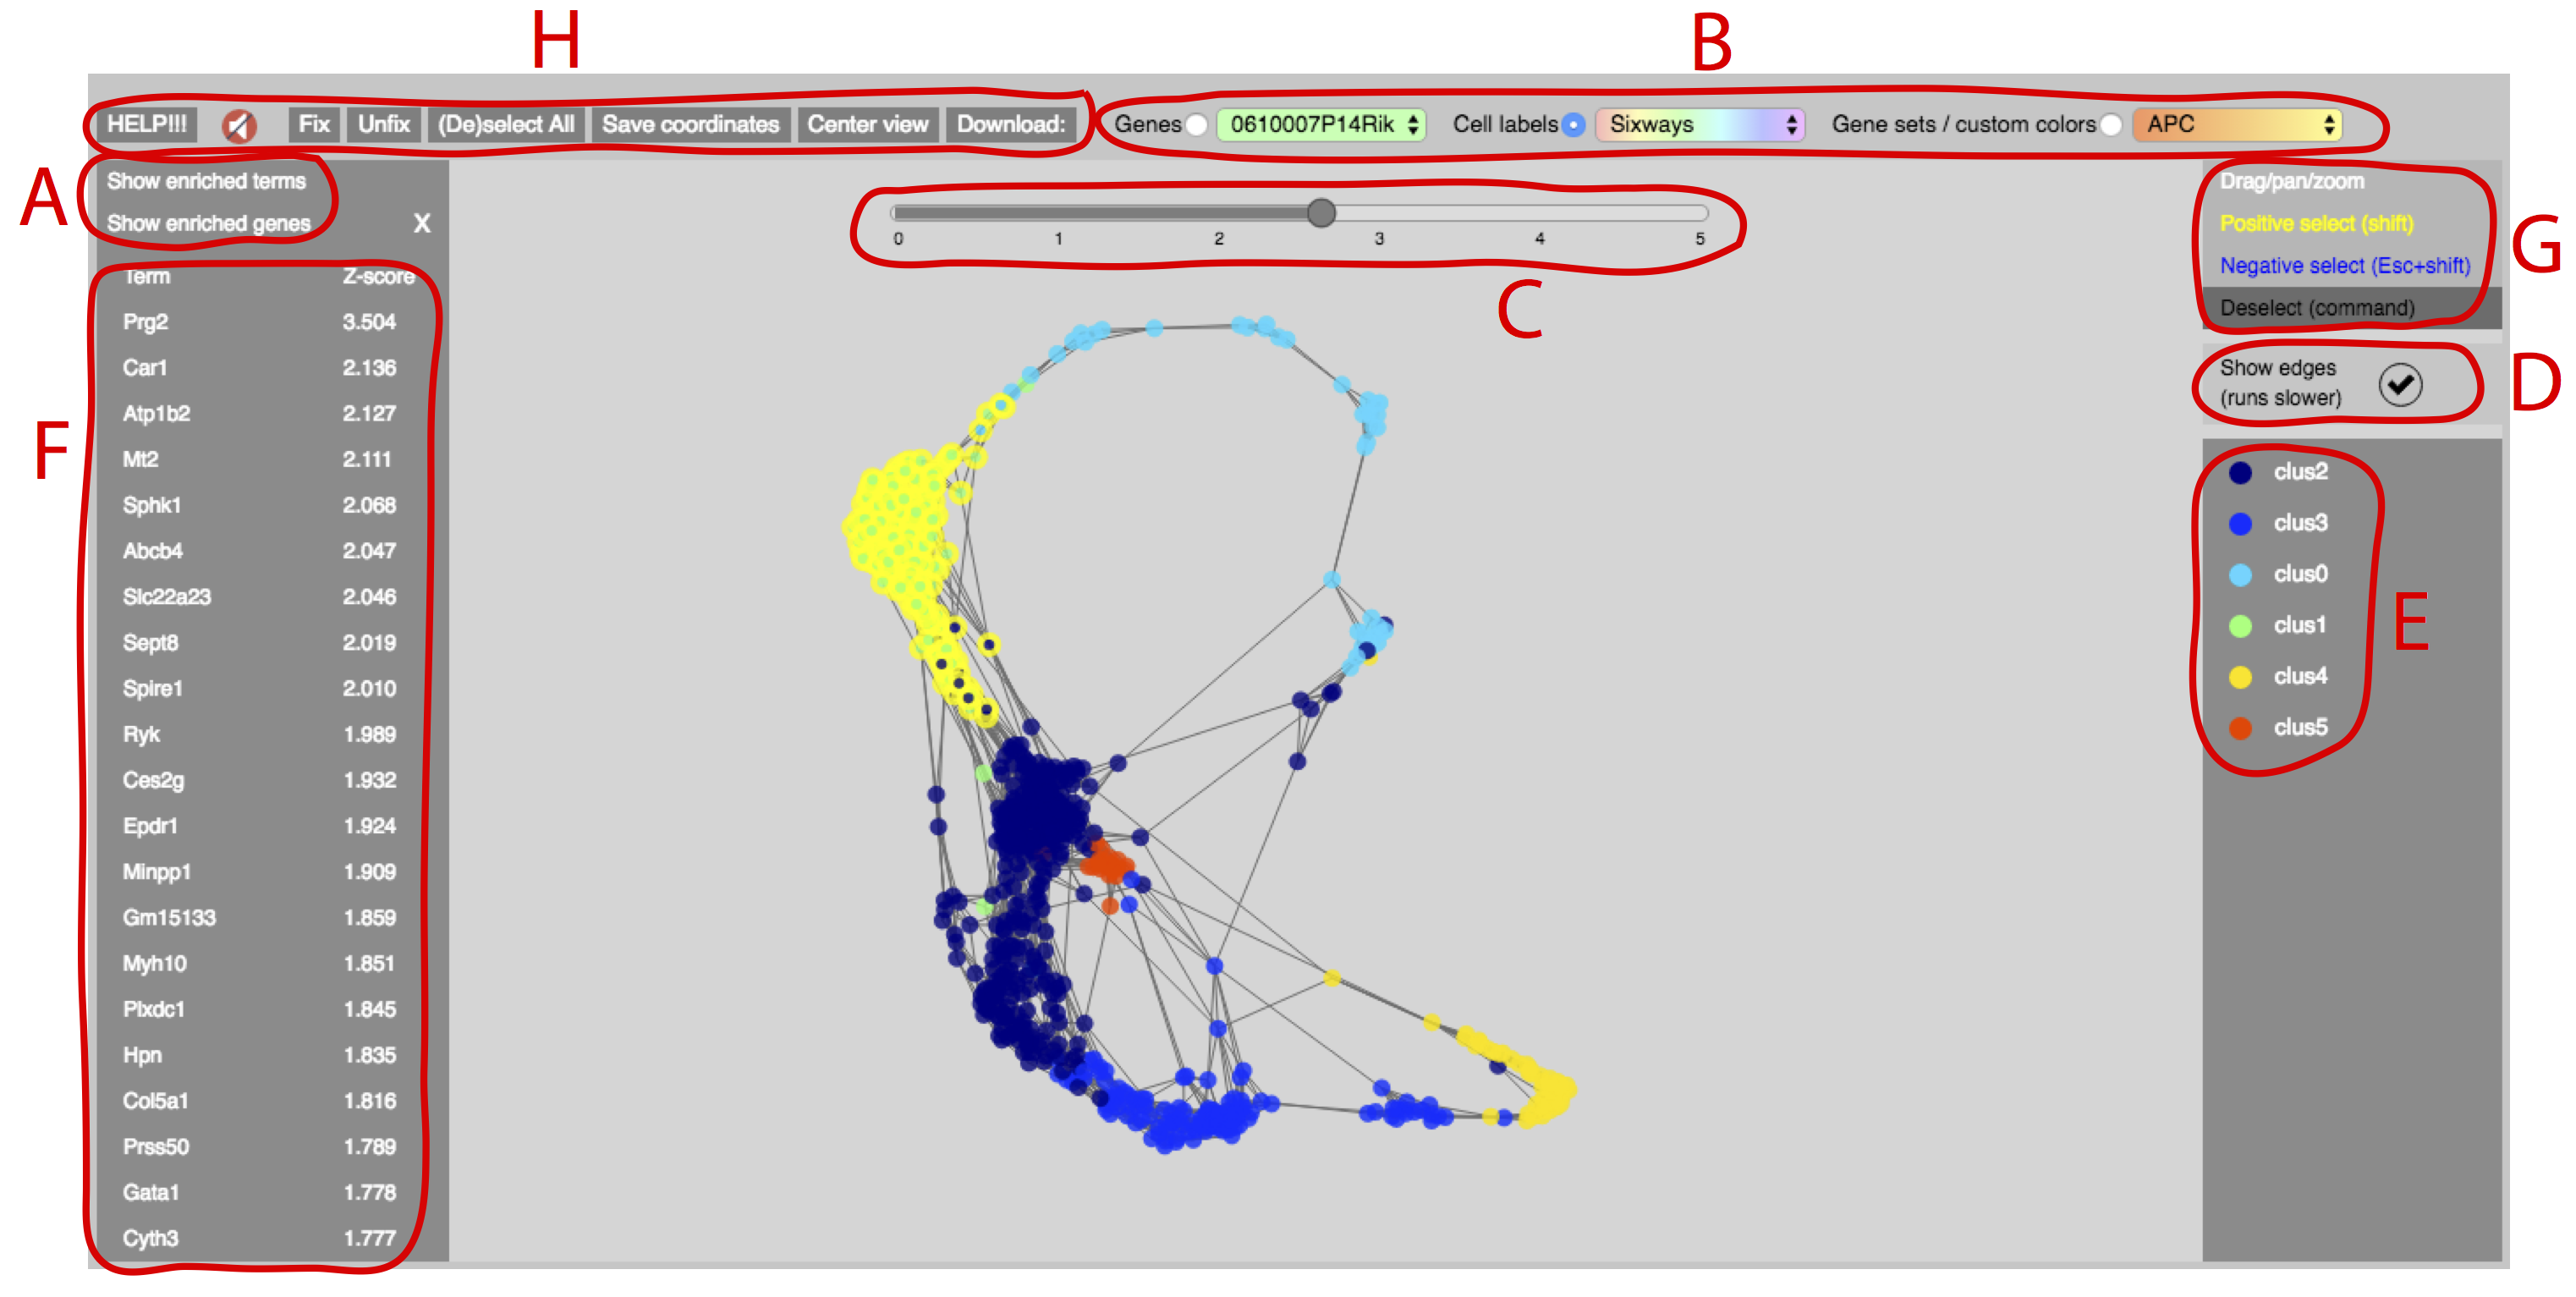 H
B
HELP!!! Fix Unfix (De)select All Save coordinates Center view Download: Genes 0610007P14Rik Cell labels Sixways Gene sets / custom colors APC
A
Show enriched terms
Show enriched genes X
0 1 2 3 4 5
C
Drag/pan/zoom
Positive select (shift)
Negative select (Esc+shift)
Deselect (command)
G
Show edges
(runs slower)
D
F
Term Z-score
Prg2 3.504
Car1 2.136
Atp1b2 2.127
Mt2 2.111
Sphk1 2.068
Abcb4 2.047
Slc22a23 2.046
Sept8 2.019
Spire1 2.010
Ryk 1.989
Ces2g 1.932
Epdr1 1.924
Minpp1 1.909
Gm15133 1.859
Myh10 1.851
Plxdc1 1.845
Hpn 1.835
Col5a1 1.816
Prss50 1.789
Gata1 1.778
Cyth3 1.777
clus2
clus3
clus0
clus1
clus4
clus5
E